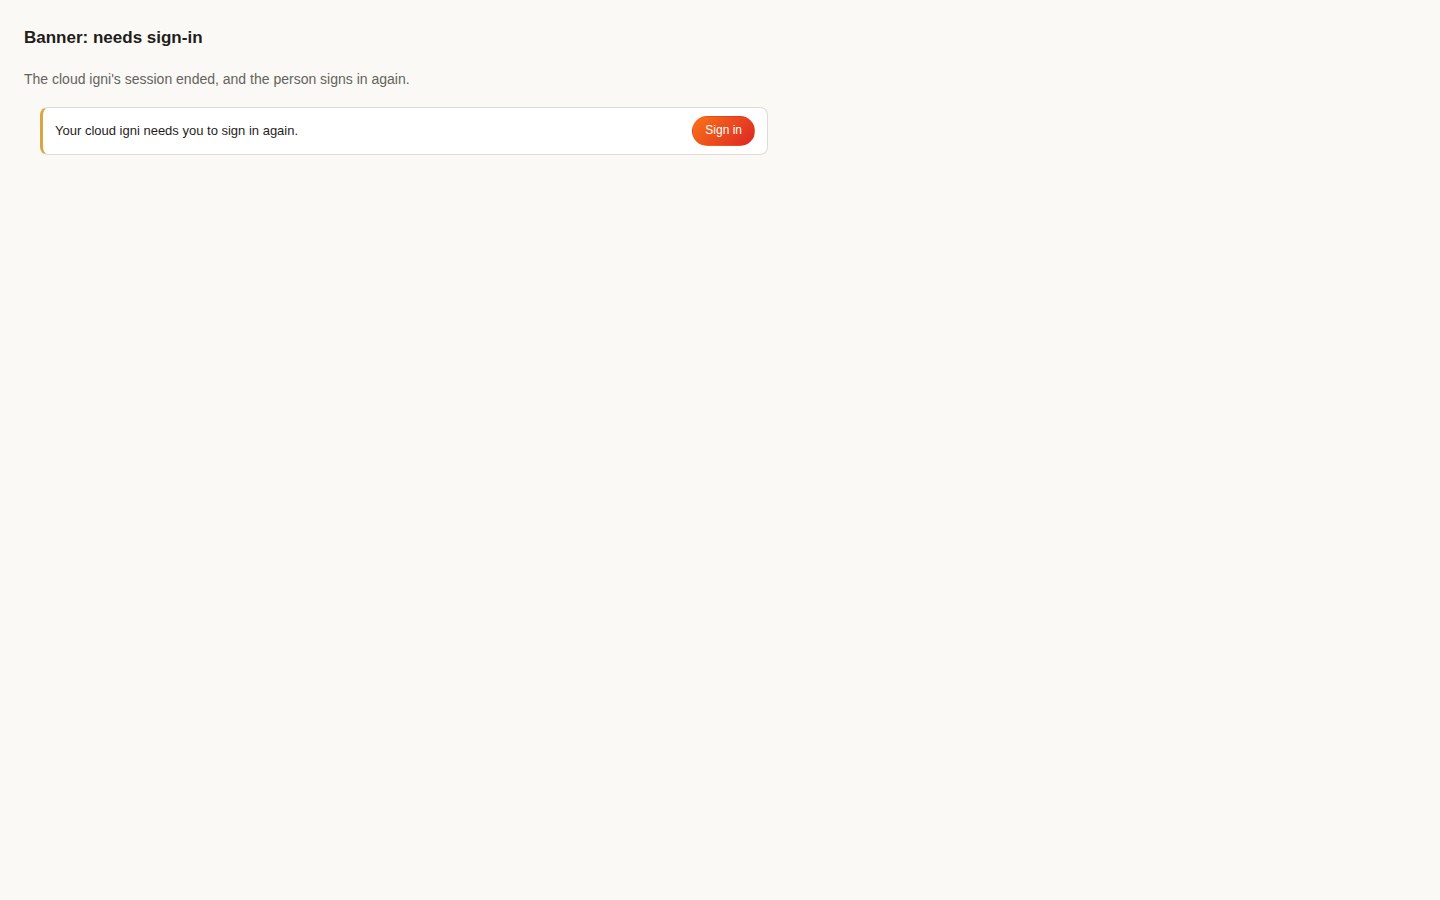 Banner: needs sign-in
The cloud igni's session ended, and the person signs in again.
Your cloud igni needs you to sign in again.
Sign in